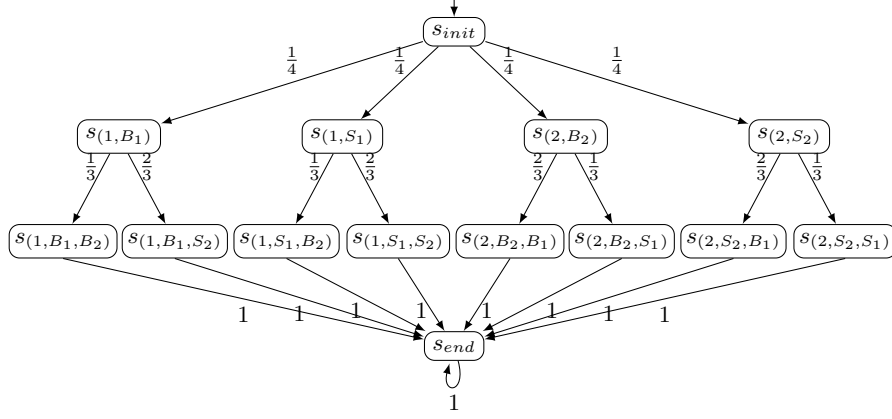 s_{init}
1/4 1/4 1/4 1/4
s_{(1,B_1)} s_{(1,S_1)} s_{(2,B_2)} s_{(2,S_2)}
1/3 2/3 1/3 2/3 2/3 1/3 2/3 1/3
s_{(1,B_1,B_2)} s_{(1,B_1,S_2)} s_{(1,S_1,B_2)} s_{(1,S_1,S_2)} s_{(2,B_2,B_1)} s_{(2,B_2,S_1)} s_{(2,S_2,B_1)} s_{(2,S_2,S_1)}
1 1 1 1 1 1 1 1
s_{end}
1